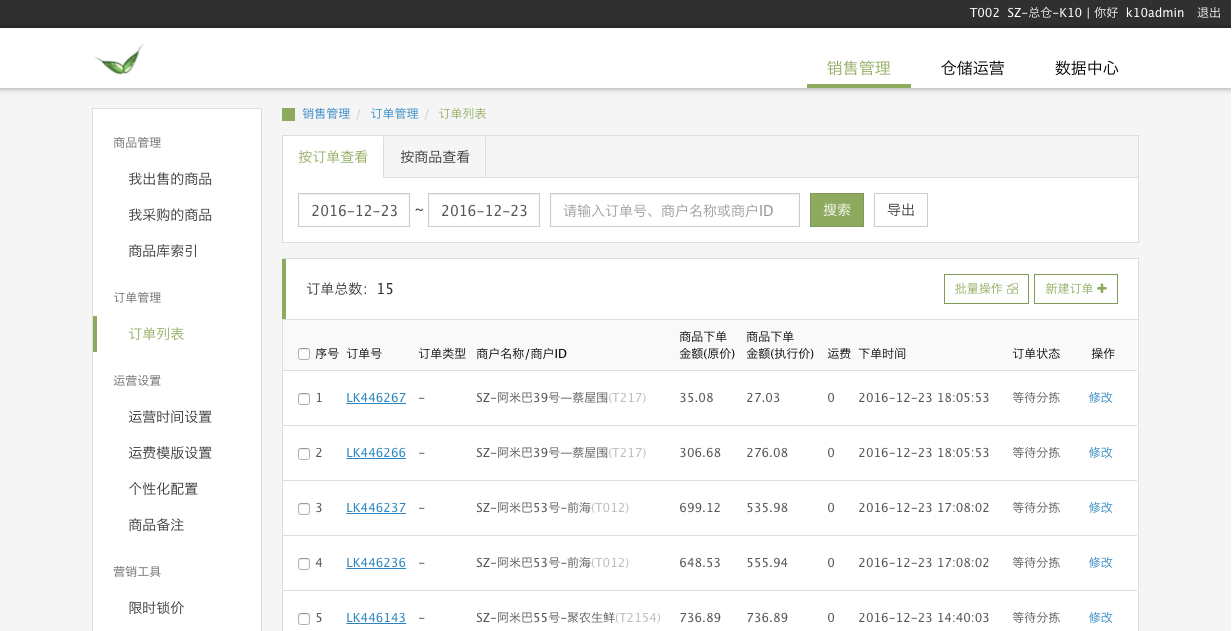 T002 SZ-总仓-K10 | 你好 k10admin 退出
销售管理 仓储运营 数据中心
销售管理 / 订单管理 / 订单列表
商品管理
我出售的商品
我采购的商品
商品库索引
订单管理
订单列表
运营设置
运营时间设置
运费模版设置
个性化配置
商品备注
营销工具
限时锁价
按订单查看 按商品查看
2016-12-23 ~ 2016-12-23 请输入订单号、商户名称或商户ID 搜索 导出
订单总数: 15 批量操作 新建订单
序号 订单号 订单类型 商户名称/商户ID 商品下单金额(原价) 商品下单金额(执行价) 运费 下单时间 订单状态 操作
1 LK446267 - SZ-阿米巴39号—蔡屋围(T217) 35.08 27.03 0 2016-12-23 18:05:53 等待分拣 修改
2 LK446266 - SZ-阿米巴39号—蔡屋围(T217) 306.68 276.08 0 2016-12-23 18:05:53 等待分拣 修改
3 LK446237 - SZ-阿米巴53号-前海(T012) 699.12 535.98 0 2016-12-23 17:08:02 等待分拣 修改
4 LK446236 - SZ-阿米巴53号-前海(T012) 648.53 555.94 0 2016-12-23 17:08:02 等待分拣 修改
5 LK446143 - SZ-阿米巴55号-聚农生鲜(T2154) 736.89 736.89 0 2016-12-23 14:40:03 等待分拣 修改